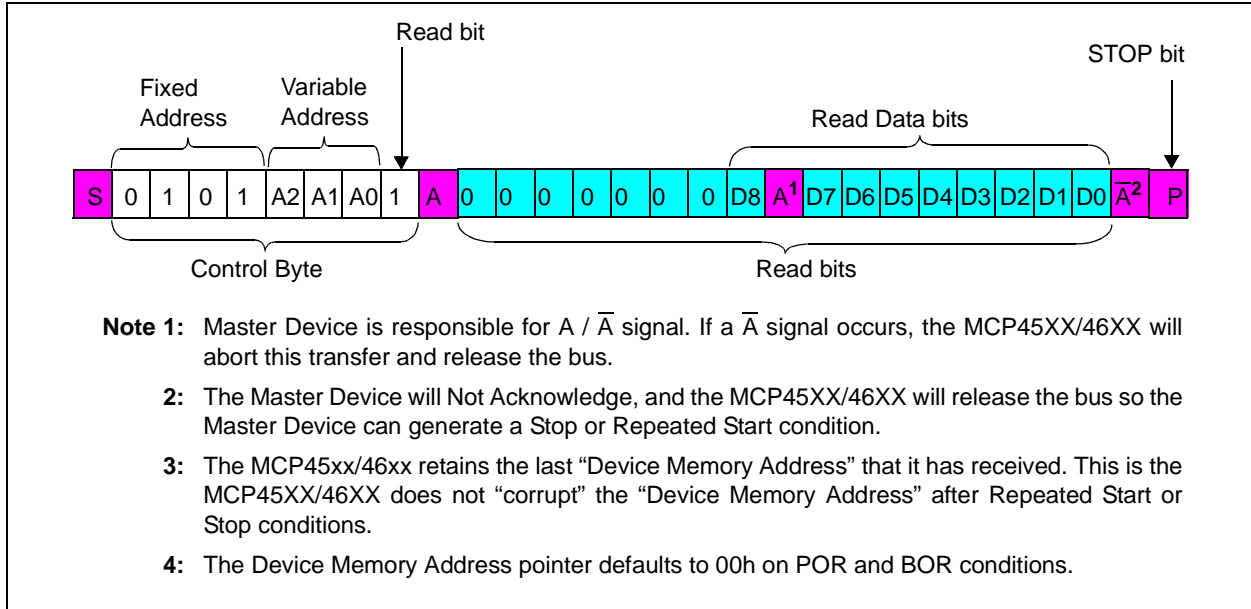 Read bit
STOP bit
Fixed Address
Variable Address
Read Data bits
S 0 1 0 1 A2 A1 A0 1 A 0 0 0 0 0 0 0 D8 A¹ D7 D6 D5 D4 D3 D2 D1 D0 A̅² P
Control Byte
Read bits
Note 1: Master Device is responsible for A / A̅ signal. If a A̅ signal occurs, the MCP45XX/46XX will
abort this transfer and release the bus.
2: The Master Device will Not Acknowledge, and the MCP45XX/46XX will release the bus so the
Master Device can generate a Stop or Repeated Start condition.
3: The MCP45xx/46xx retains the last “Device Memory Address” that it has received. This is the
MCP45XX/46XX does not “corrupt” the “Device Memory Address” after Repeated Start or
Stop conditions.
4: The Device Memory Address pointer defaults to 00h on POR and BOR conditions.